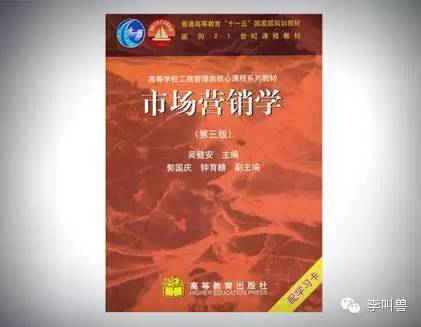 普通高等教育“十一五”国家级规划教材
面向21世纪课程教材
高等学校工商管理类核心课程系列教材
市场营销学
(第三版)
吴健安 主编
郭国庆 钟育赣 副主编
高等教育出版社
HIGHER EDUCATION PRESS
配学习卡
李叫兽